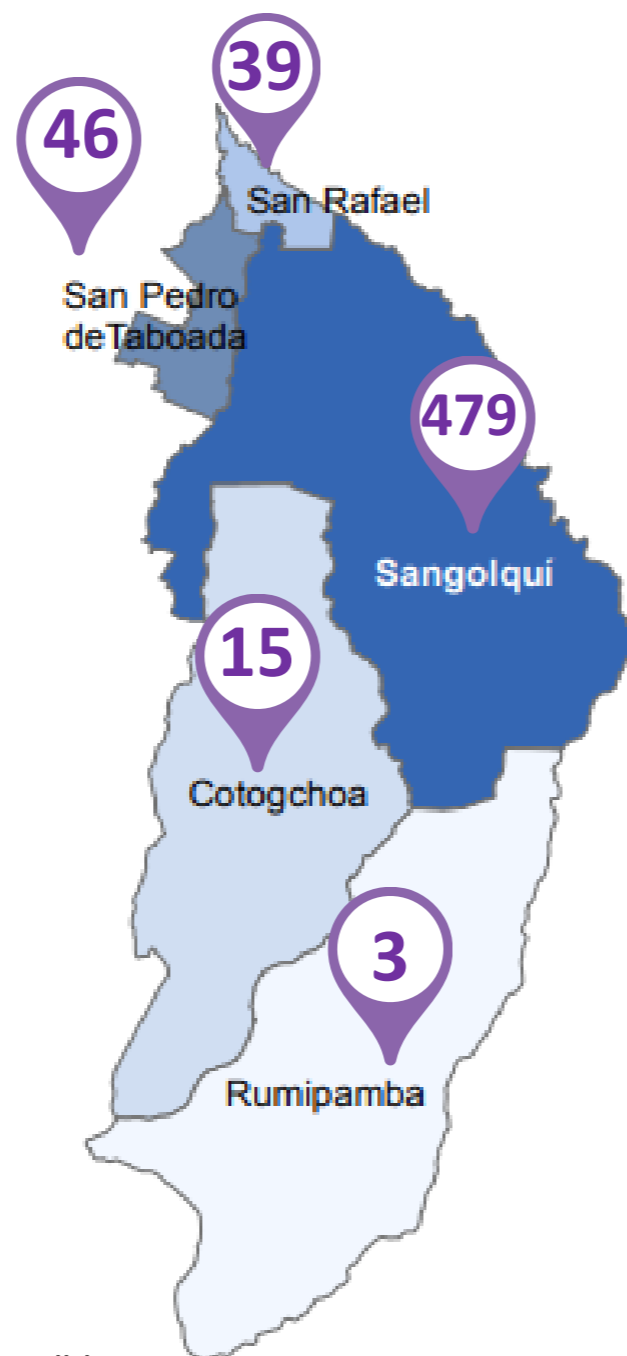 39
46
San Rafael
San Pedro
deTaboada
479
Sangolquí
15
Cotogchoa
3
Rumipamba